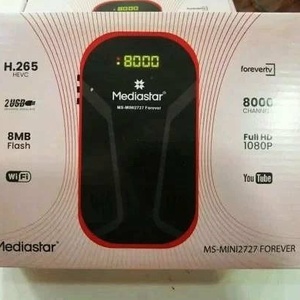 8000
H.265
HEVC
forevertv
Mediastar
MS-MINI2727 Forever
2USB
8000
CHANNEL
8MB
Flash
Full HD
1080P
WiFi
YouTube
Mediastar
MS-MINI2727 FOREVER